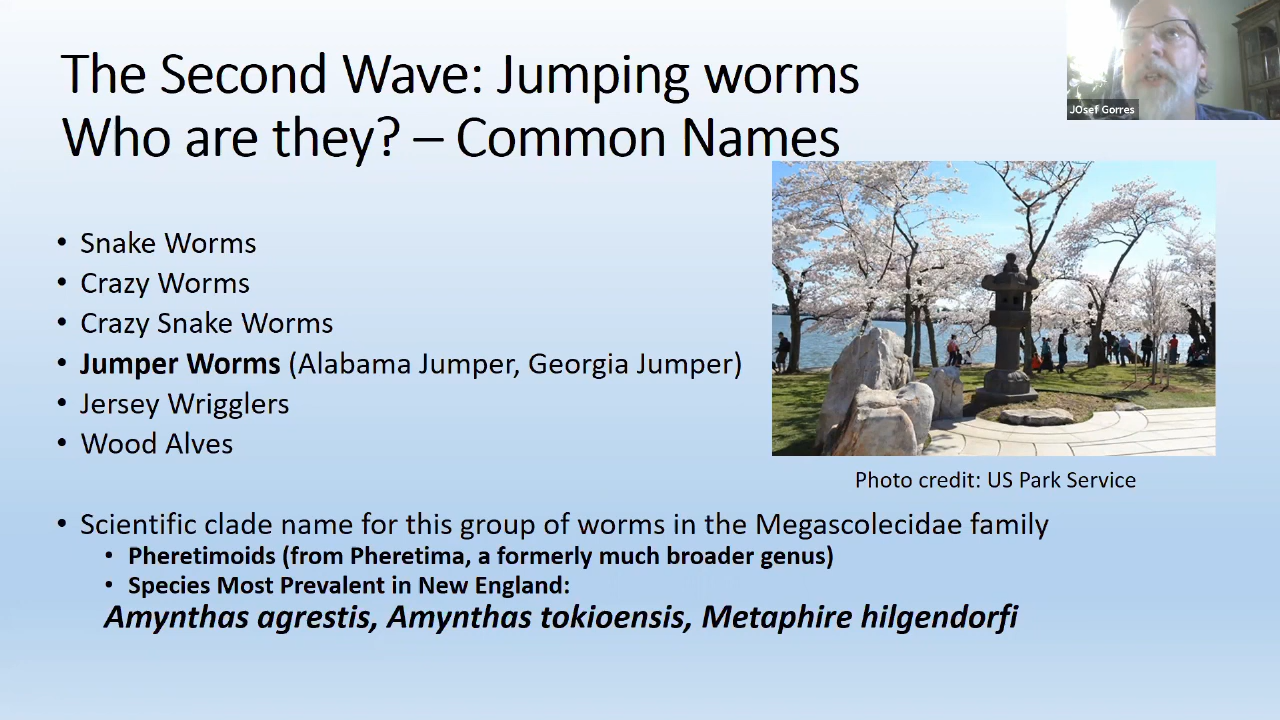 The Second Wave: Jumping worms
Who are they? – Common Names
JOsef Gorres
• Snake Worms
• Crazy Worms
• Crazy Snake Worms
• Jumper Worms (Alabama Jumper, Georgia Jumper)
• Jersey Wrigglers
• Wood Alves
Photo credit: US Park Service
• Scientific clade name for this group of worms in the Megascolecidae family
• Pheretimoids (from Pheretima, a formerly much broader genus)
• Species Most Prevalent in New England:
Amynthas agrestis, Amynthas tokioensis, Metaphire hilgendorfi